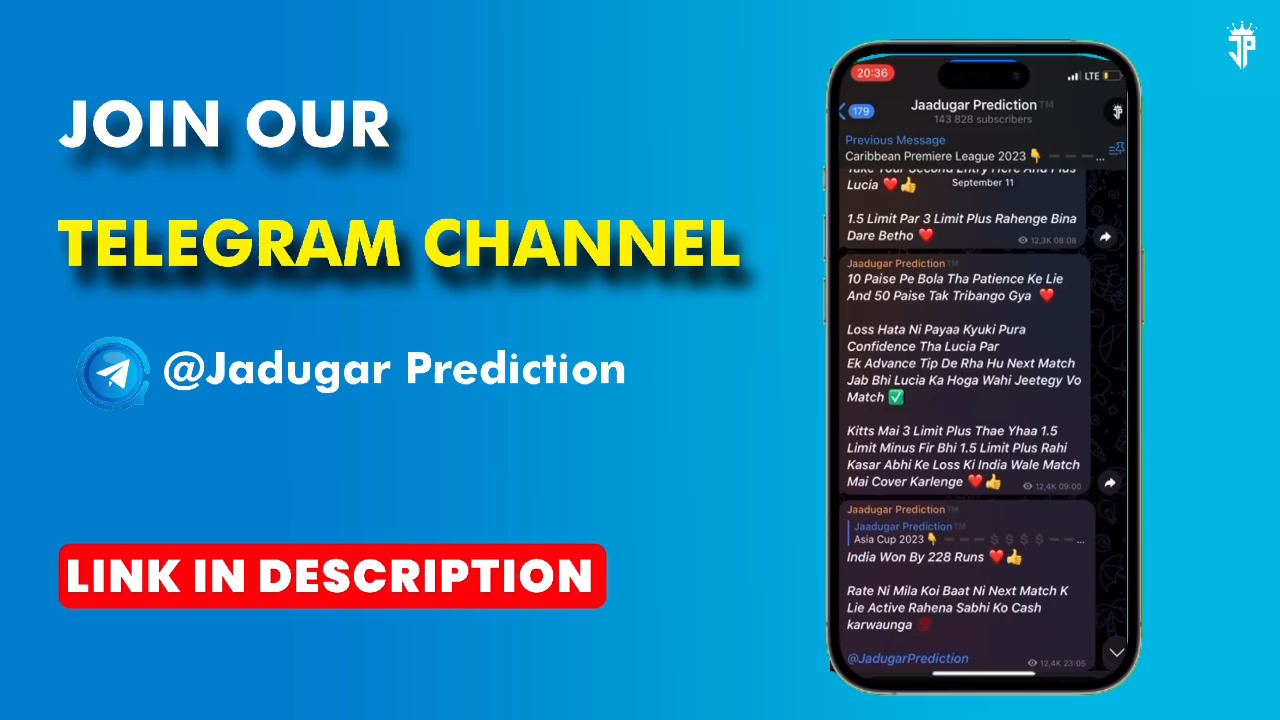 JOIN OUR
TELEGRAM CHANNEL
@Jadugar Prediction
LINK IN DESCRIPTION
JP
20:36
LTE
179
Jaadugar Prediction™
143 828 subscribers
Previous Message
Caribbean Premiere League 2023 👇 — — — — ...
Take Your Second Entry Here And Plus
Lucia ❤️👍
September 11
1.5 Limit Par 3 Limit Plus Rahenge Bina
Dare Betho ❤️
12,3K 08:08
Jaadugar Prediction™
10 Paise Pe Bola Tha Patience Ke Lie
And 50 Paise Tak Tribango Gya ❤️
Loss Hata Ni Payaa Kyuki Pura
Confidence Tha Lucia Par
Ek Advance Tip De Rha Hu Next Match
Jab Bhi Lucia Ka Hoga Wahi Jeetegy Vo
Match ✅
Kitts Mai 3 Limit Plus Thae Yhaa 1.5
Limit Minus Fir Bhi 1.5 Limit Plus Rahi
Kasar Abhi Ke Loss Ki India Wale Match
Mai Cover Karlenge ❤️👍
12,4K 09:00
Jaadugar Prediction™
Jaadugar Prediction™
Asia Cup 2023 👇 — — — $ $ $ $ — — ...
India Won By 228 Runs ❤️👍
Rate Ni Mila Koi Baat Ni Next Match K
Lie Active Rahena Sabhi Ko Cash
karwaunga 💯
@JadugarPrediction
12,4K 23:05